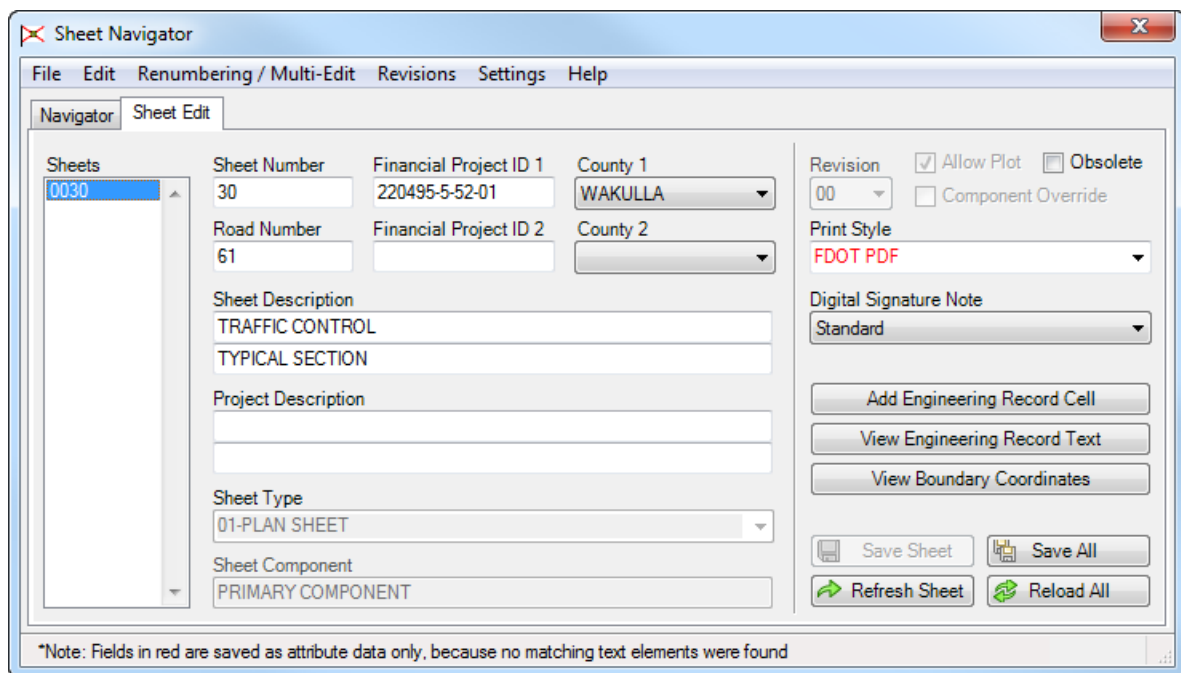 Sheet Navigator
File Edit Renumbering / Multi-Edit Revisions Settings Help
Navigator Sheet Edit
Sheets
0030
Sheet Number Financial Project ID 1 County 1
30 220495-5-52-01 WAKULLA
Road Number Financial Project ID 2 County 2
61
Sheet Description
TRAFFIC CONTROL
TYPICAL SECTION
Project Description
Sheet Type
01-PLAN SHEET
Sheet Component
PRIMARY COMPONENT
Revision Allow Plot Obsolete
00 Component Override
Print Style
FDOT PDF
Digital Signature Note
Standard
Add Engineering Record Cell
View Engineering Record Text
View Boundary Coordinates
Save Sheet Save All
Refresh Sheet Reload All
*Note: Fields in red are saved as attribute data only, because no matching text elements were found